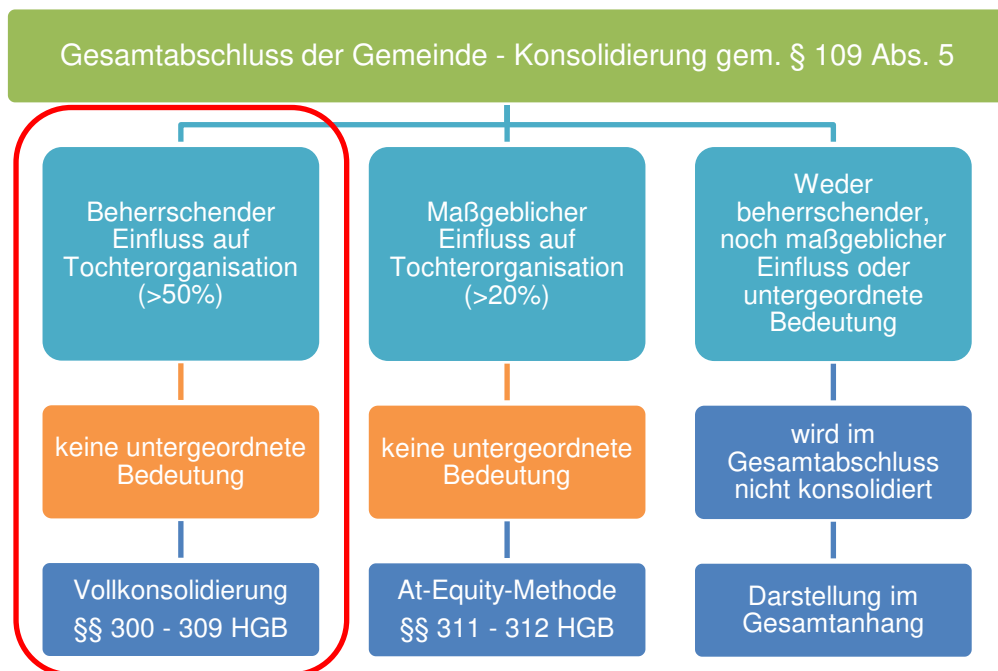 Gesamtabschluss der Gemeinde - Konsolidierung gem. § 109 Abs. 5
Beherrschender
Einfluss auf
Tochterorganisation
(>50%)
keine untergeordnete
Bedeutung
Vollkonsolidierung
§§ 300 - 309 HGB
Maßgeblicher
Einfluss auf
Tochterorganisation
(>20%)
keine untergeordnete
Bedeutung
At-Equity-Methode
§§ 311 - 312 HGB
Weder
beherrschender,
noch maßgeblicher
Einfluss oder
untergeordnete
Bedeutung
wird im
Gesamtabschluss
nicht konsolidiert
Darstellung im
Gesamtanhang